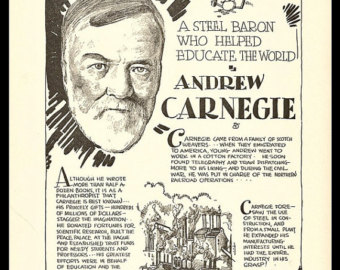 A STEEL BARON
WHO HELPED
EDUCATE THE WORLD
ANDREW
CARNEGIE
CARNEGIE CAME FROM A FAMILY OF SCOTCH
WEAVERS... WHEN THEY EMIGRATED
TO AMERICA, YOUNG ANDREW WENT TO
WORK IN A COTTON FACTORY. HE SOON
FOUND TELEGRAPHY AND TRAIN DISPATCHING
MORE TO HIS LIKING AND DURING THE CIVIL
WAR, HE WAS PUT IN CHARGE OF THE NORTHERN
RAILROAD OPERATIONS...
ALTHOUGH HE WROTE
MORE THAN HALF A
DOZEN BOOKS, IT IS AS A
PHILANTHROPIST THAT
CARNEGIE IS BEST KNOWN-
HIS PRINCELY GIFTS- HUNDREDS
OF MILLIONS OF DOLLARS-
STAGGER THE IMAGINATION-
HE DONATED FORTUNES FOR
SCIENTIFIC RESEARCH, BUILT THE
PEACE PALACE AT THE HAGUE
AND ESTABLISHED TRUST FUNDS
FOR NEEDY STUDENTS AND
PROFESSORS... HIS GREATEST
EFFORTS WERE IN BEHALF
OF EDUCATION AND THE
CARNEGIE FORE-
SAW THE USE
OF STEEL IN CON-
STRUCTION, AND
FROM A SMALL PLANT,
HE EXPANDED HIS
MANUFACTURING
INTERESTS UNTIL HE
HAD THE ENTIRE
INDUSTRY IN HIS
GRASP!